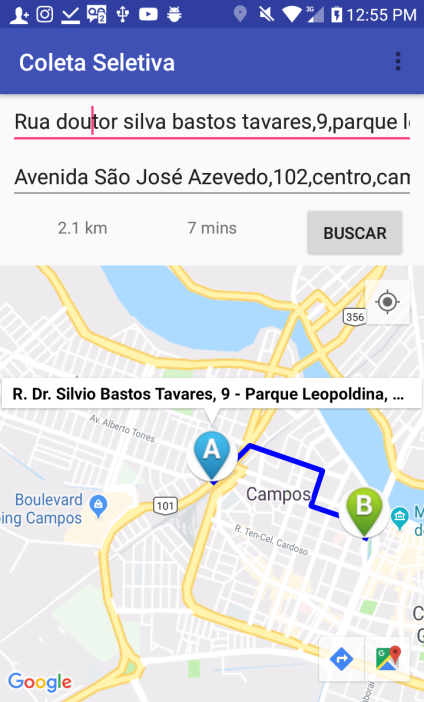 3G
12:55 PM
Coleta Seletiva
Rua doutor silva bastos tavares,9,parque l
Avenida São José Azevedo,102,centro,cam
2.1 km
7 mins
BUSCAR
356
R. Dr. Silvio Bastos Tavares, 9 - Parque Leopoldina, ...
Av. Alberto Torres
A
Boulevard
ing Campos
101
Campos
B
M
d
R. Ten-Cel. Cardoso
C
G
Google